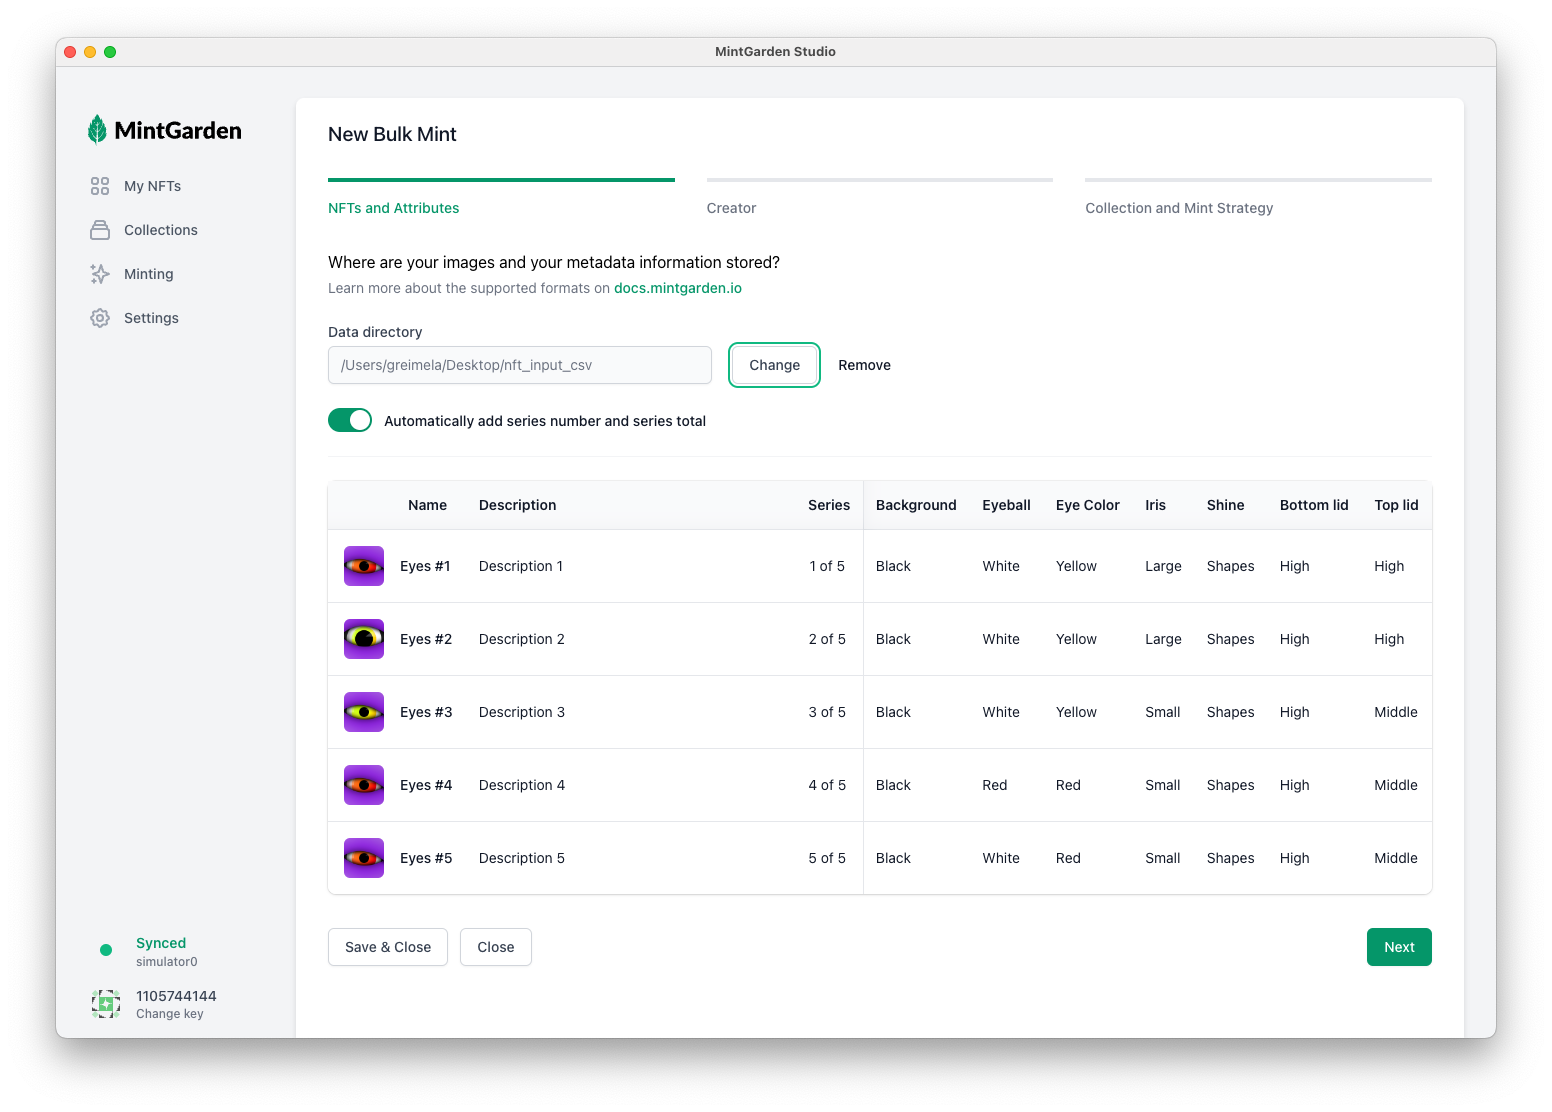 MintGarden Studio
MintGarden
My NFTs
Collections
Minting
Settings
Synced
simulator0
1105744144
Change key
New Bulk Mint
NFTs and Attributes Creator Collection and Mint Strategy
Where are your images and your metadata information stored?
Learn more about the supported formats on docs.mintgarden.io
Data directory
/Users/greimela/Desktop/nft_input_csv Change Remove
Automatically add series number and series total
Name Description Series Background Eyeball Eye Color Iris Shine Bottom lid Top lid
Eyes #1 Description 1 1 of 5 Black White Yellow Large Shapes High High
Eyes #2 Description 2 2 of 5 Black White Yellow Large Shapes High High
Eyes #3 Description 3 3 of 5 Black White Yellow Small Shapes High Middle
Eyes #4 Description 4 4 of 5 Black Red Red Small Shapes High Middle
Eyes #5 Description 5 5 of 5 Black White Red Small Shapes High Middle
Save & Close Close Next